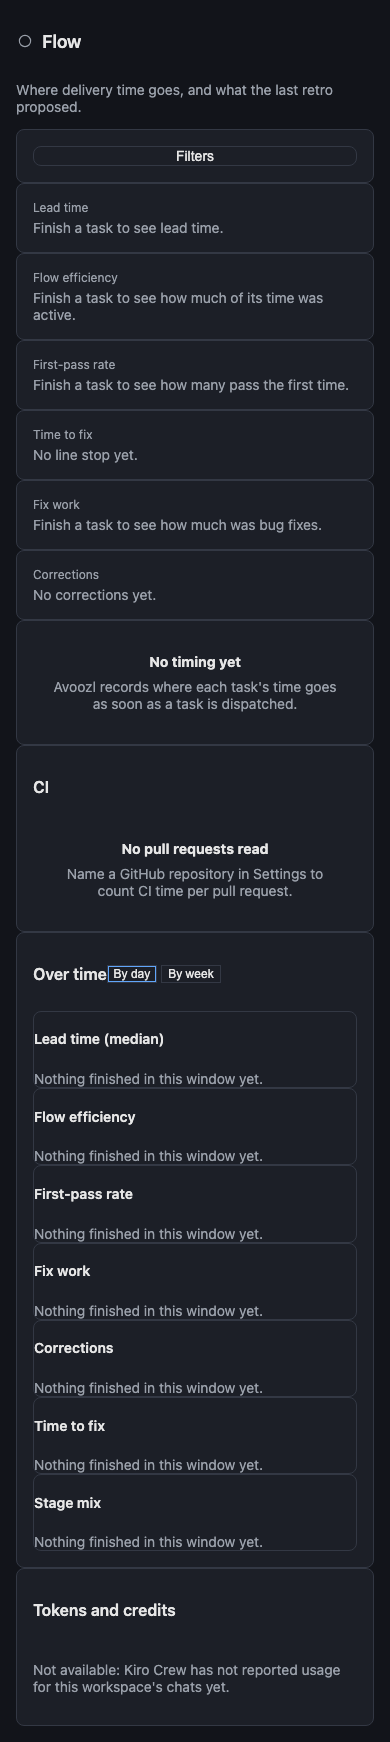 Flow
Where delivery time goes, and what the last retro
proposed.
Filters
Lead time
Finish a task to see lead time.
Flow efficiency
Finish a task to see how much of its time was
active.
First-pass rate
Finish a task to see how many pass the first time.
Time to fix
No line stop yet.
Fix work
Finish a task to see how much was bug fixes.
Corrections
No corrections yet.
No timing yet
Avoozl records where each task's time goes
as soon as a task is dispatched.
CI
No pull requests read
Name a GitHub repository in Settings to
count CI time per pull request.
Over time By day By week
Lead time (median)
Nothing finished in this window yet.
Flow efficiency
Nothing finished in this window yet.
First-pass rate
Nothing finished in this window yet.
Fix work
Nothing finished in this window yet.
Corrections
Nothing finished in this window yet.
Time to fix
Nothing finished in this window yet.
Stage mix
Nothing finished in this window yet.
Tokens and credits
Not available: Kiro Crew has not reported usage
for this workspace's chats yet.